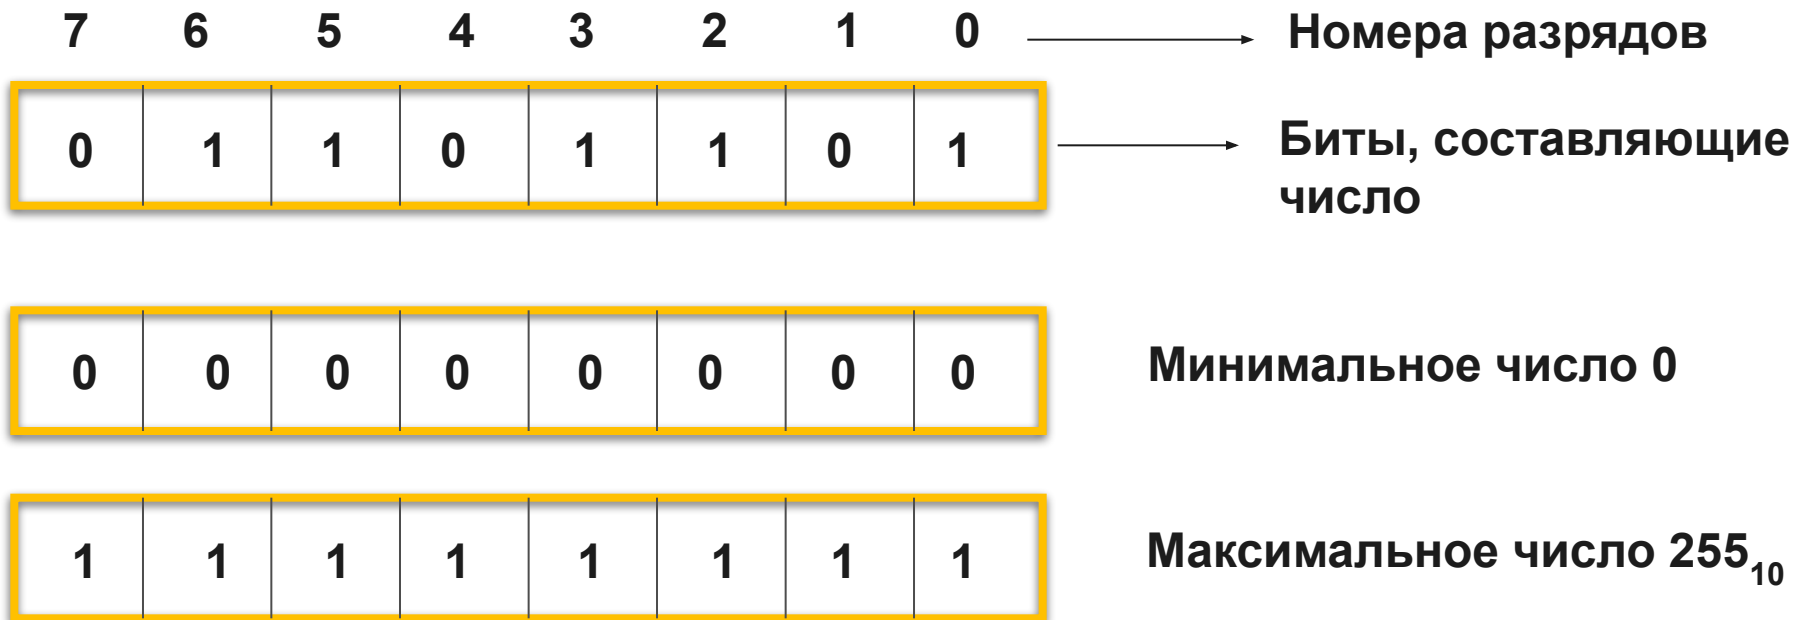 7 6 5 4 3 2 1 0 Номера разрядов
0 1 1 0 1 1 0 1 Биты, составляющие
число
0 0 0 0 0 0 0 0 Минимальное число 0
1 1 1 1 1 1 1 1 Максимальное число 255₁₀